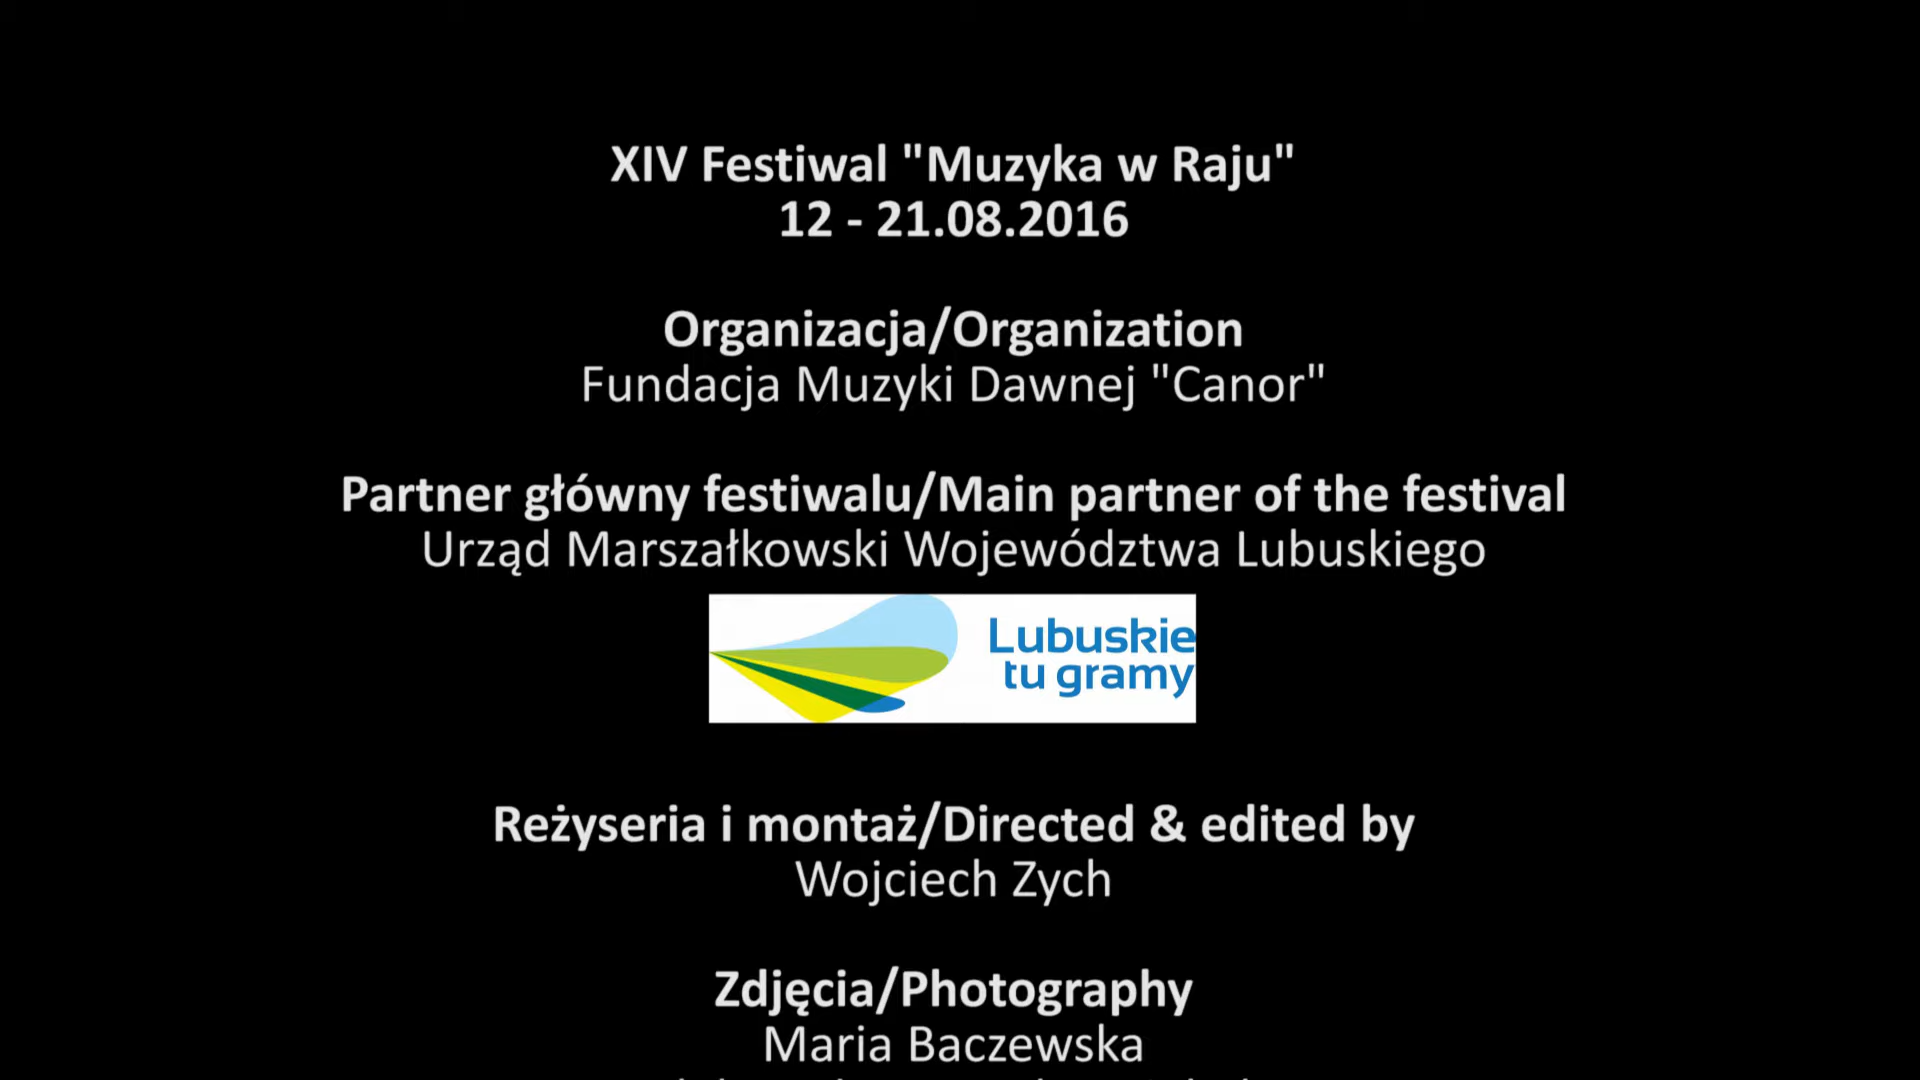 XIV Festiwal "Muzyka w Raju"
12 - 21.08.2016
Organizacja/Organization
Fundacja Muzyki Dawnej "Canor"
Partner główny festiwalu/Main partner of the festival
Urząd Marszałkowski Województwa Lubuskiego
Lubuskie
tu gramy
Reżyseria i montaż/Directed & edited by
Wojciech Zych
Zdjęcia/Photography
Maria Baczewska